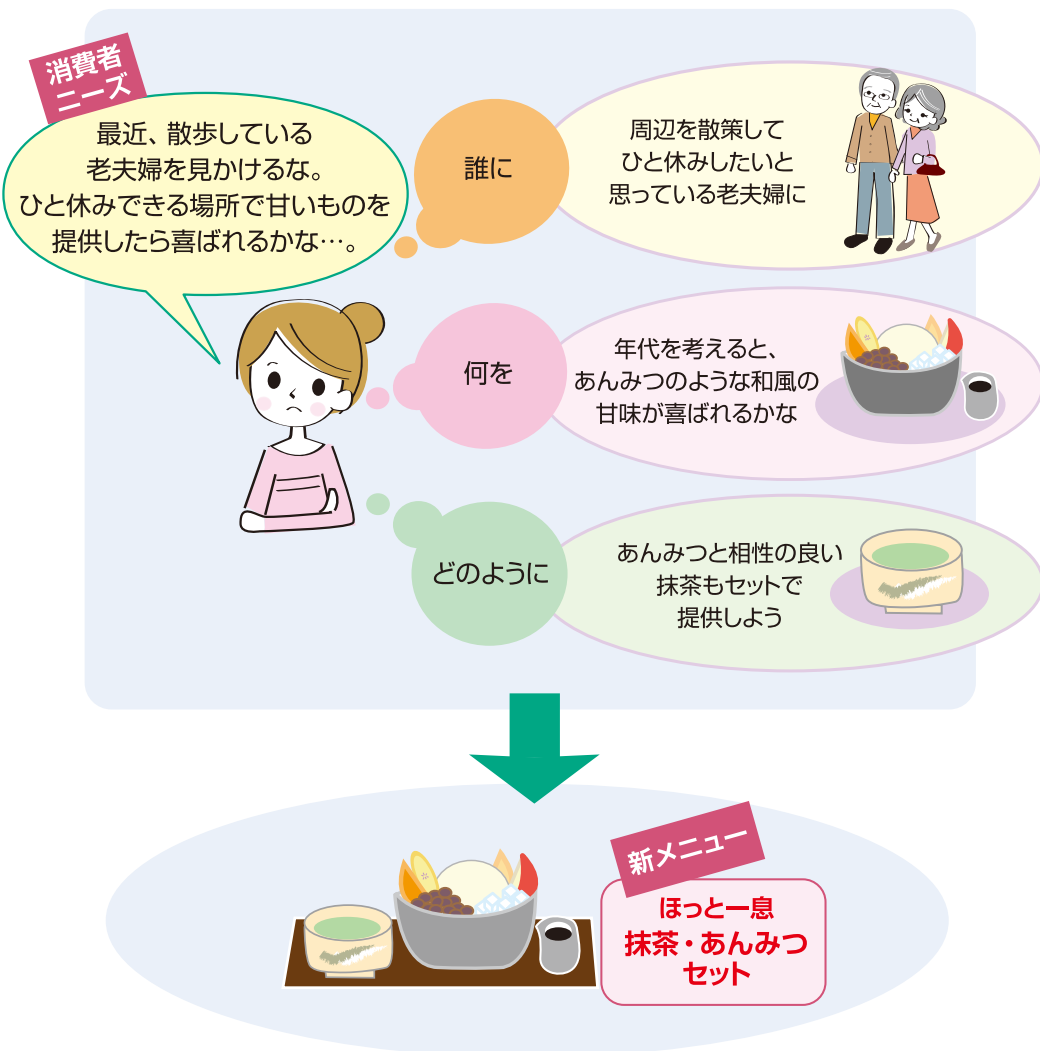 消費者
ニーズ
最近、散歩している
老夫婦を見かけるな。
ひと休みできる場所で甘いものを
提供したら喜ばれるかな…。
誰に
周辺を散策して
ひと休みしたいと
思っている老夫婦に
何を
年代を考えると、
あんみつのような和風の
甘味が喜ばれるかな
どのように
あんみつと相性の良い
抹茶もセットで
提供しよう
新メニュー
ほっと一息
抹茶・あんみつ
セット